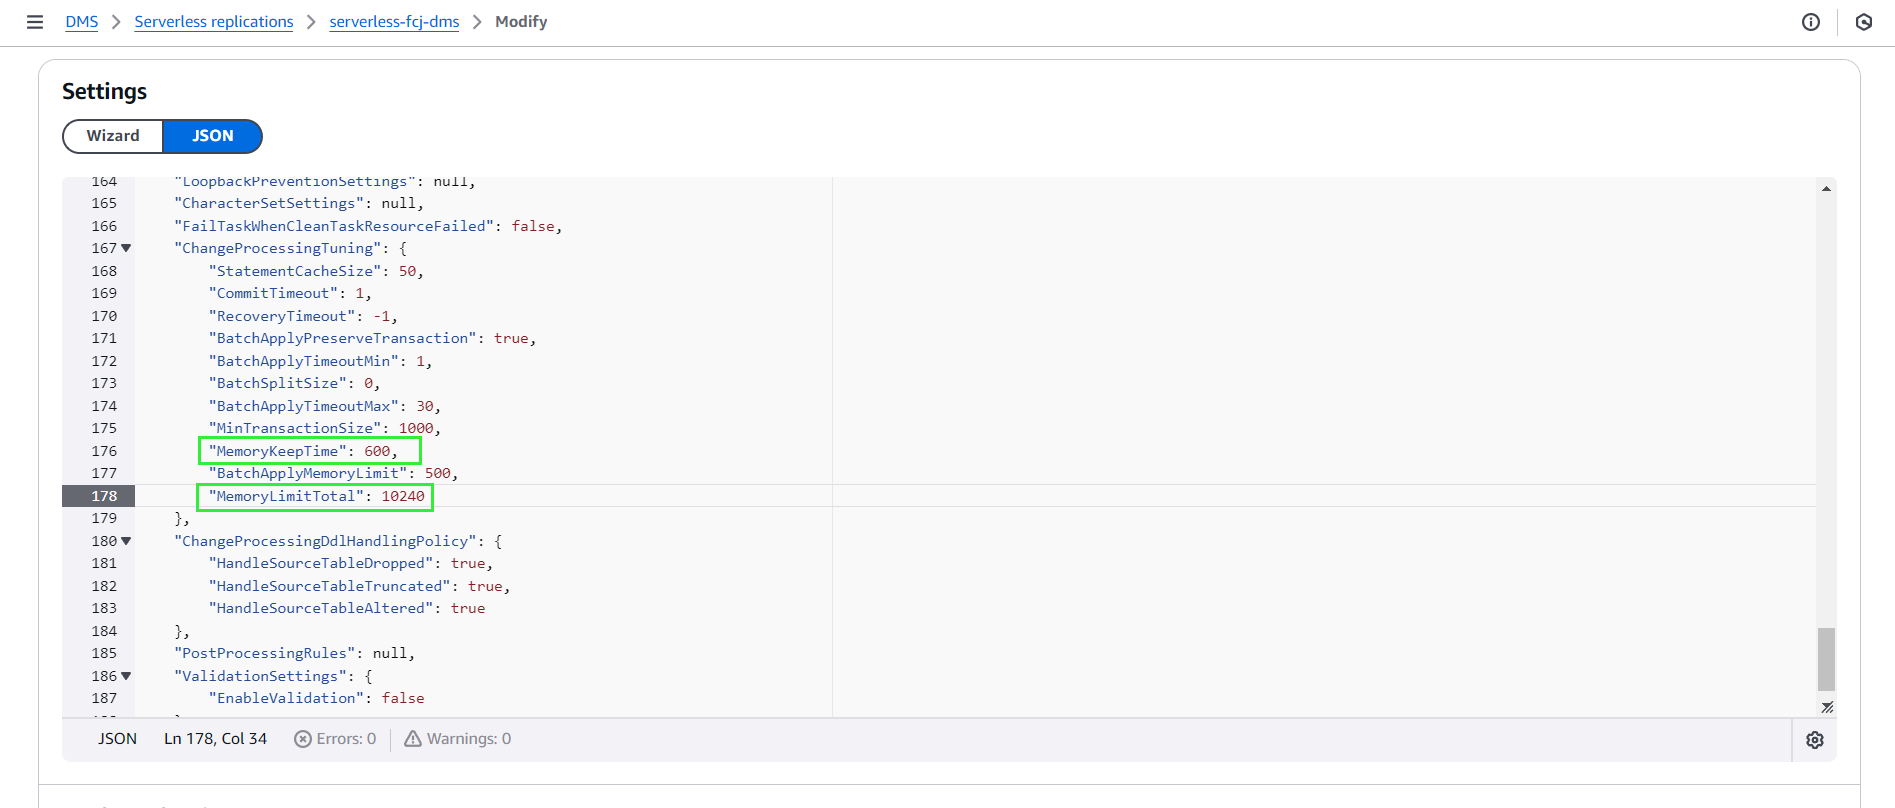 DMS > Serverless replications > serverless-fcj-dms > Modify
Settings
Wizard JSON
164 "LoopbackPreventionSettings": null,
165 "CharacterSetSettings": null,
166 "FailTaskWhenCleanTaskResourceFailed": false,
167 "ChangeProcessingTuning": {
168 "StatementCacheSize": 50,
169 "CommitTimeout": 1,
170 "RecoveryTimeout": -1,
171 "BatchApplyPreserveTransaction": true,
172 "BatchApplyTimeoutMin": 1,
173 "BatchSplitSize": 0,
174 "BatchApplyTimeoutMax": 30,
175 "MinTransactionSize": 1000,
176 "MemoryKeepTime": 600,
177 "BatchApplyMemoryLimit": 500,
178 "MemoryLimitTotal": 10240
179 },
180 "ChangeProcessingDdlHandlingPolicy": {
181 "HandleSourceTableDropped": true,
182 "HandleSourceTableTruncated": true,
183 "HandleSourceTableAltered": true
184 },
185 "PostProcessingRules": null,
186 "ValidationSettings": {
187 "EnableValidation": false
JSON Ln 178, Col 34 Errors: 0 Warnings: 0